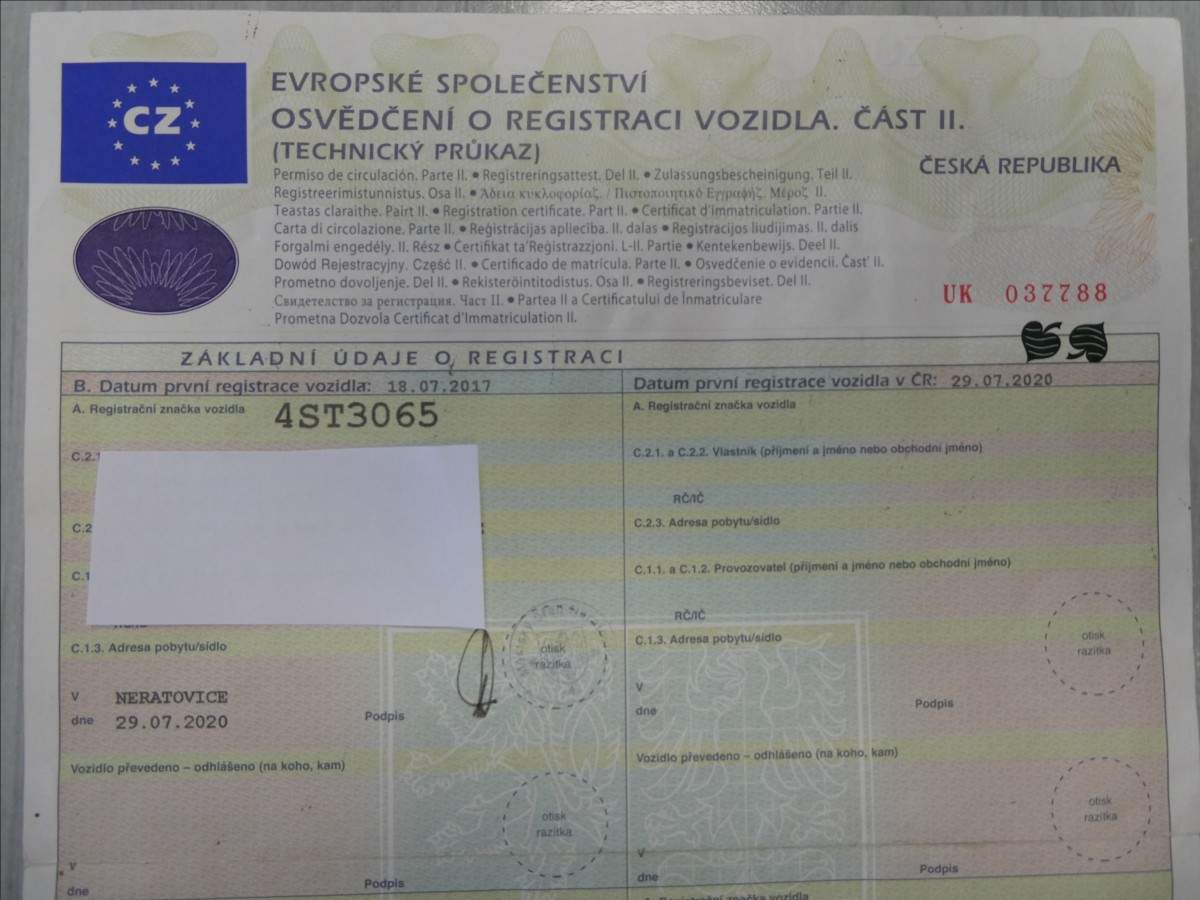 CZ
EVROPSKÉ SPOLEČENSTVÍ
OSVĚDČENÍ O REGISTRACI VOZIDLA. ČÁST II.
(TECHNICKÝ PRŮKAZ)
ČESKÁ REPUBLIKA
Permiso de circulación. Parte II. ● Registreringsattest. Del II. ● Zulassungsbescheinigung. Teil II.
Registreerimistunnistus. Osa II. ● Άδεια κυκλοφορίας. / Πιστοποιητικό Εγγραφής. Μέρος II.
Teastas claraithe. Pairt II. ● Registration certificate. Part II. ● Certificat d'immatriculation. Partie II.
Carta di circolazione. Parte II. ● Reģistrācijas apliecība. II. dalas ● Registracijos liudijimas. II. dalis
Forgalmi engedély. II. Rész ● Ċertifikat ta'Reġistrazzjoni. L-II. Partie ● Kentekenbewijs. Deel II.
Dowód Rejestracyjny. Część II. ● Certificado de matrícula. Parte II. ● Osvedčenie o evidencii. Časť II.
Prometno dovoljenje. Del II. ● Rekisteröintitodistus. Osa II. ● Registreringsbeviset. Del II.
Свидетелство за регистрация. Част II. ● Partea II a Certificatului de Înmatriculare
Prometna Dozvola Certificat d'Immatriculation II.
UK 037788
ZÁKLADNÍ ÚDAJE O REGISTRACI
B. Datum první registrace vozidla: 18.07.2017
Datum první registrace vozidla v ČR: 29.07.2020
A. Registrační značka vozidla 4ST3065
A. Registrační značka vozidla
C.2.1
C.2.1. a C.2.2. Vlastník (příjmení a jméno nebo obchodní jméno)
RČ/IČ
C.2
C.2.3. Adresa pobytu/sídlo
C.1
C.1.1. a C.1.2. Provozovatel (příjmení a jméno nebo obchodní jméno)
RČ/IČ
C.1.3. Adresa pobytu/sídlo
otisk
razítka
C.1.3. Adresa pobytu/sídlo
otisk
razítka
V NERATOVICE
dne 29.07.2020
Podpis
V
dne
Podpis
Vozidlo převedeno – odhlášeno (na koho, kam)
Vozidlo převedeno – odhlášeno (na koho, kam)
otisk
razítka
otisk
razítka
V
dne
Podpis
V
dne
Podpis
A. Registrační značka vozidla